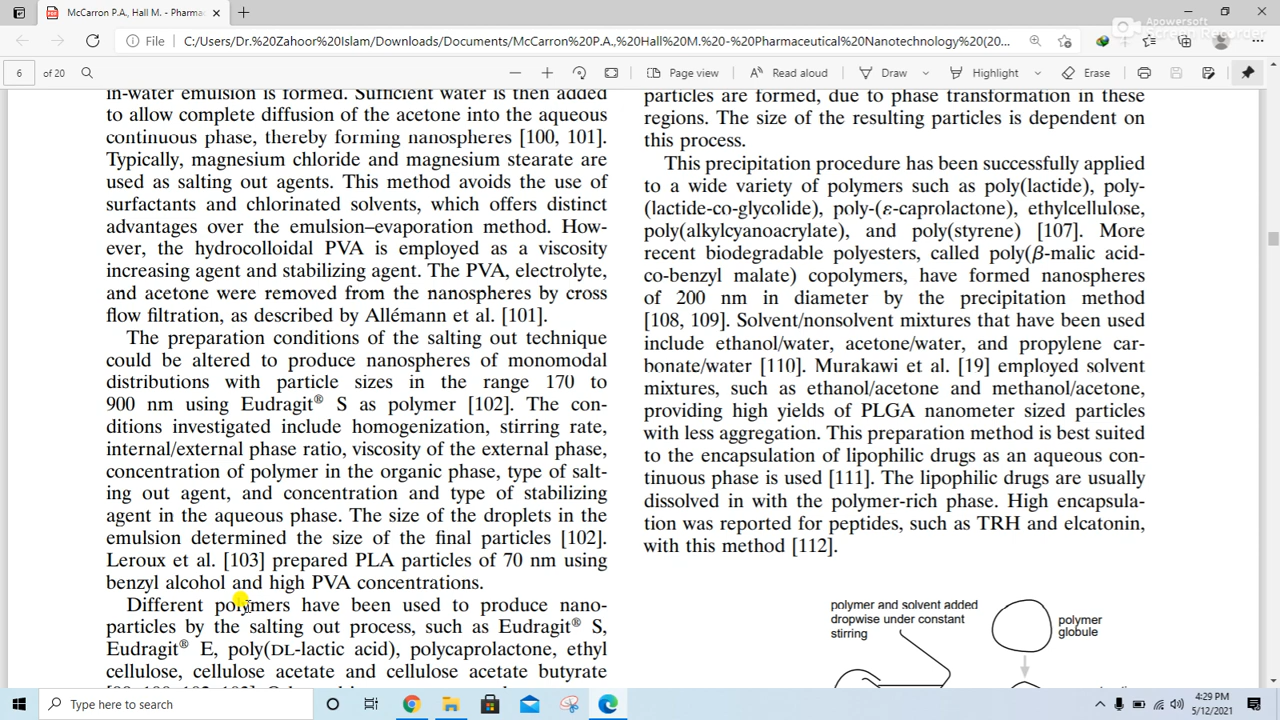 McCarron P.A., Hall M. - Pharmac
Apowersoft
Screen Recorder
File
C:/Users/Dr.%20Zahoor%20Islam/Downloads/Documents/McCarron%20P.A.,%20Hall%20M.%20-%20Pharmaceutical%20Nanotechnology%20(20...
6 of 20
Page view
Read aloud
Draw
Highlight
Erase
in-water emulsion is formed. Sufficient water is then added
to allow complete diffusion of the acetone into the aqueous
continuous phase, thereby forming nanospheres [100, 101].
Typically, magnesium chloride and magnesium stearate are
used as salting out agents. This method avoids the use of
surfactants and chlorinated solvents, which offers distinct
advantages over the emulsion–evaporation method. How-
ever, the hydrocolloidal PVA is employed as a viscosity
increasing agent and stabilizing agent. The PVA, electrolyte,
and acetone were removed from the nanospheres by cross
flow filtration, as described by Allémann et al. [101].
The preparation conditions of the salting out technique
could be altered to produce nanospheres of monomodal
distributions with particle sizes in the range 170 to
900 nm using Eudragit® S as polymer [102]. The con-
ditions investigated include homogenization, stirring rate,
internal/external phase ratio, viscosity of the external phase,
concentration of polymer in the organic phase, type of salt-
ing out agent, and concentration and type of stabilizing
agent in the aqueous phase. The size of the droplets in the
emulsion determined the size of the final particles [102].
Leroux et al. [103] prepared PLA particles of 70 nm using
benzyl alcohol and high PVA concentrations.
Different polymers have been used to produce nano-
particles by the salting out process, such as Eudragit® S,
Eudragit® E, poly(DL-lactic acid), polycaprolactone, ethyl
cellulose, cellulose acetate and cellulose acetate butyrate
particles are formed, due to phase transformation in these
regions. The size of the resulting particles is dependent on
this process.
This precipitation procedure has been successfully applied
to a wide variety of polymers such as poly(lactide), poly-
(lactide-co-glycolide), poly-(ε-caprolactone), ethylcellulose,
poly(alkylcyanoacrylate), and poly(styrene) [107]. More
recent biodegradable polyesters, called poly(β-malic acid-
co-benzyl malate) copolymers, have formed nanospheres
of 200 nm in diameter by the precipitation method
[108, 109]. Solvent/nonsolvent mixtures that have been used
include ethanol/water, acetone/water, and propylene car-
bonate/water [110]. Murakawi et al. [19] employed solvent
mixtures, such as ethanol/acetone and methanol/acetone,
providing high yields of PLGA nanometer sized particles
with less aggregation. This preparation method is best suited
to the encapsulation of lipophilic drugs as an aqueous con-
tinuous phase is used [111]. The lipophilic drugs are usually
dissolved in with the polymer-rich phase. High encapsula-
tion was reported for peptides, such as TRH and elcatonin,
with this method [112].
polymer and solvent added
dropwise under constant
stirring
polymer
globule
Type here to search
4:29 PM
5/12/2021